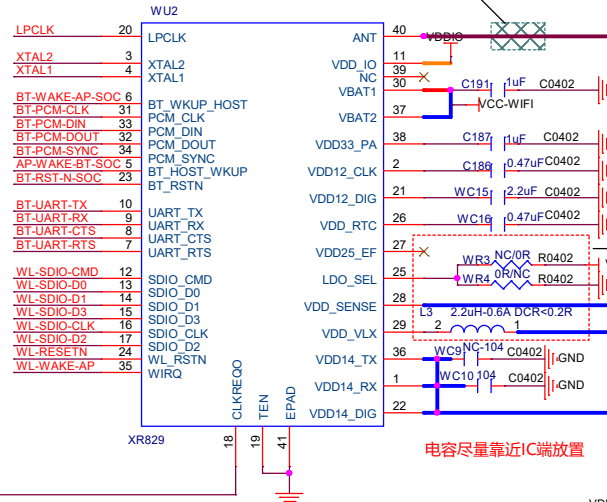 WU2
LPCLK 20 LPCLK ANT 40
VDDIO
XTAL2 3 XTAL2 VDD_IO 11
XTAL1 4 XTAL1 NC 39
VBAT1 30 C191 1uF C0402
VCC-WIFI
BT-WAKE-AP-SOC 6 BT_WKUP_HOST
BT-PCM-CLK 31 PCM_CLK VBAT2 37
BT-PCM-DIN 33 PCM_DIN
BT-PCM-DOUT 32 PCM_DOUT VDD33_PA 38 C187 1uF C0402
BT-PCM-SYNC 34 PCM_SYNC
AP-WAKE-BT-SOC 5 BT_HOST_WKUP VDD12_CLK 2 C186 0.47uF C0402
BT-RST-N-SOC 23 BT_RSTN
VDD12_DIG 21 WC15 2.2uF C0402
BT-UART-TX 10 UART_TX
BT-UART-RX 9 UART_RX VDD_RTC 26 WC16 0.47uF C0402
BT-UART-CTS 8 UART_CTS
BT-UART-RTS 7 UART_RTS VDD25_EF 27
WR3 NC/0R R0402
WL-SDIO-CMD 12 SDIO_CMD LDO_SEL 25
WR4 0R/NC R0402
WL-SDIO-D0 13 SDIO_D0
WL-SDIO-D1 14 SDIO_D1 VDD_SENSE 28
WL-SDIO-D3 15 SDIO_D3 L3 2.2uH-0.6A DCR<0.2R
WL-SDIO-CLK 16 SDIO_CLK VDD_VLX 29 2 1
WL-SDIO-D2 17 SDIO_D2
WL-RESETN 24 WL_RSTN VDD14_TX 36 WC9 NC-104 C0402 GND
WL-WAKE-AP 35 WIRQ
VDD14_RX 1 WC10 104 C0402 GND
VDD14_DIG 22
CLKREQO TEN EPAD
XR829
18 19 41
电容尽量靠近IC端放置